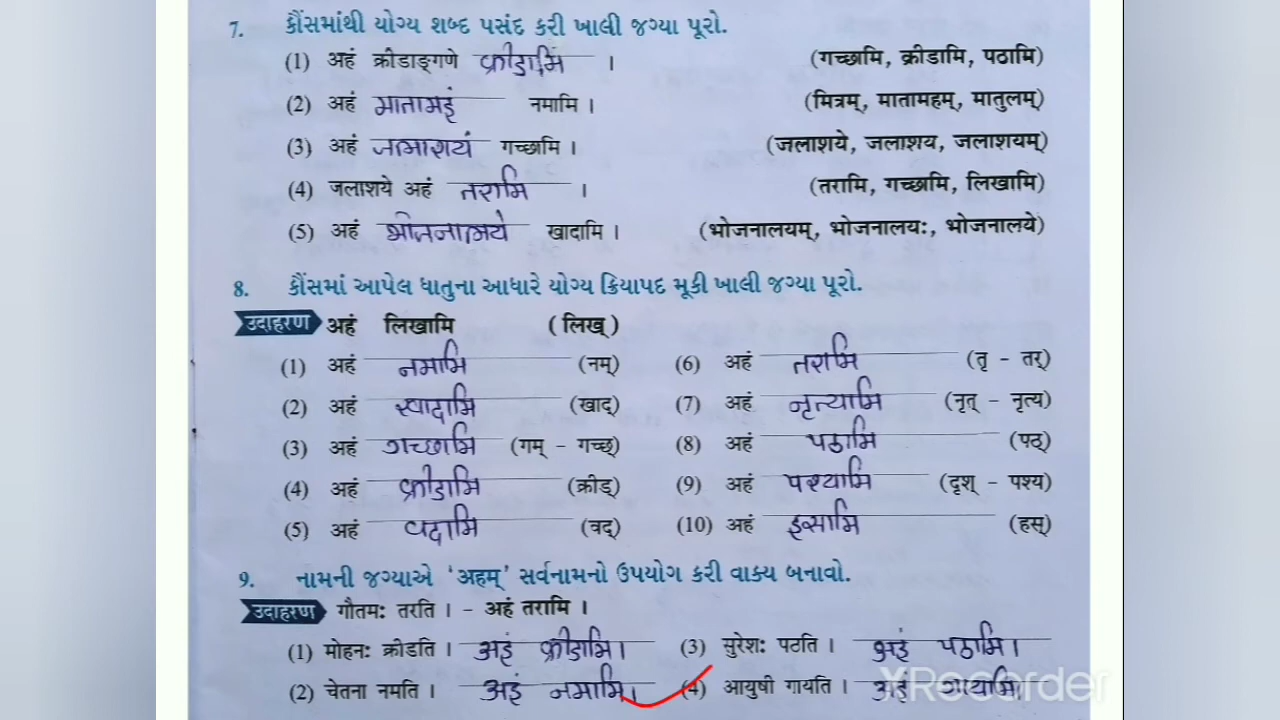 7. કૌંસમાંથી યોગ્ય શબ્દ પસંદ કરી ખાલી જગ્યા પૂરો.
(1) अहं क्रीडाङ्गणे क्रीडामि । (गच्छामि, क्रीडामि, पठामि)
(2) अहं मातामहं नमामि । (मित्रम्, मातामहम्, मातुलम्)
(3) अहं जलाशयं गच्छामि । (जलाशये, जलाशय, जलाशयम्)
(4) जलाशये अहं तरामि । (तरामि, गच्छामि, लिखामि)
(5) अहं भोजनालये खादामि । (भोजनालयम्, भोजनालयः, भोजनालये)
8. કૌંસમાં આપેલ ધાતુના આધારે યોગ્ય ક્રિયાપદ મૂકી ખાલી જગ્યા પૂરો.
उदाहरण अहं लिखामि (लिख्)
(1) अहं नमामि (नम्) (6) अहं तरामि (तृ - तर्)
(2) अहं खादामि (खाद्) (7) अहं नृत्यामि (नृत् - नृत्य)
(3) अहं गच्छामि (गम् - गच्छ्) (8) अहं पठामि (पठ्)
(4) अहं क्रीडामि (क्रीड्) (9) अहं पश्यामि (दृश् - पश्य)
(5) अहं वदामि (वद्) (10) अहं हसामि (हस्)
9. નામની જગ્યાએ ‘અહમ્’ સર્વનામનો ઉપયોગ કરી વાક્ય બનાવો.
उदाहरण गौतमः तरति । - अहं तरामि ।
(1) मोहनः क्रीडति । अहं क्रीडामि । (3) सुरेशः पठति । अहं पठामि ।
(2) चेतना नमति । अहं नमामि । (4) आयुषी गायति । अहं गायामि ।
XRecorder